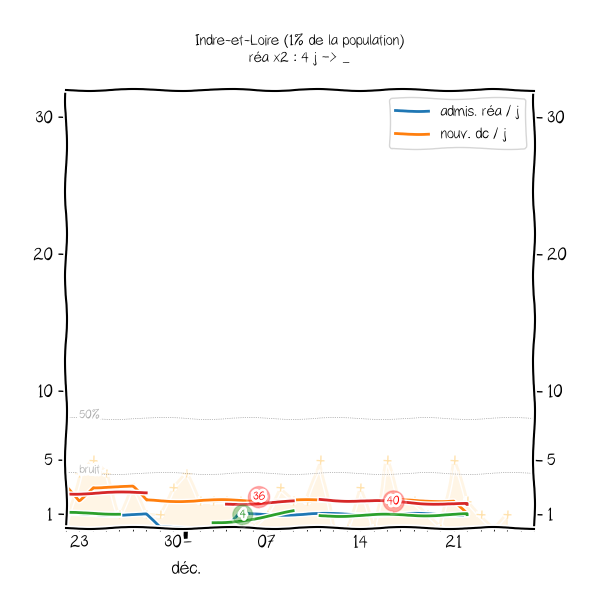 Indre-et-Loire (1% de la population)
réa x2 : 4 j -> _
admis. réa / j
nouv. dc / j
30 30
20 20
10 10
50%
5 5
bruit
36
40
4
1 1
23 30 07 14 21
déc.